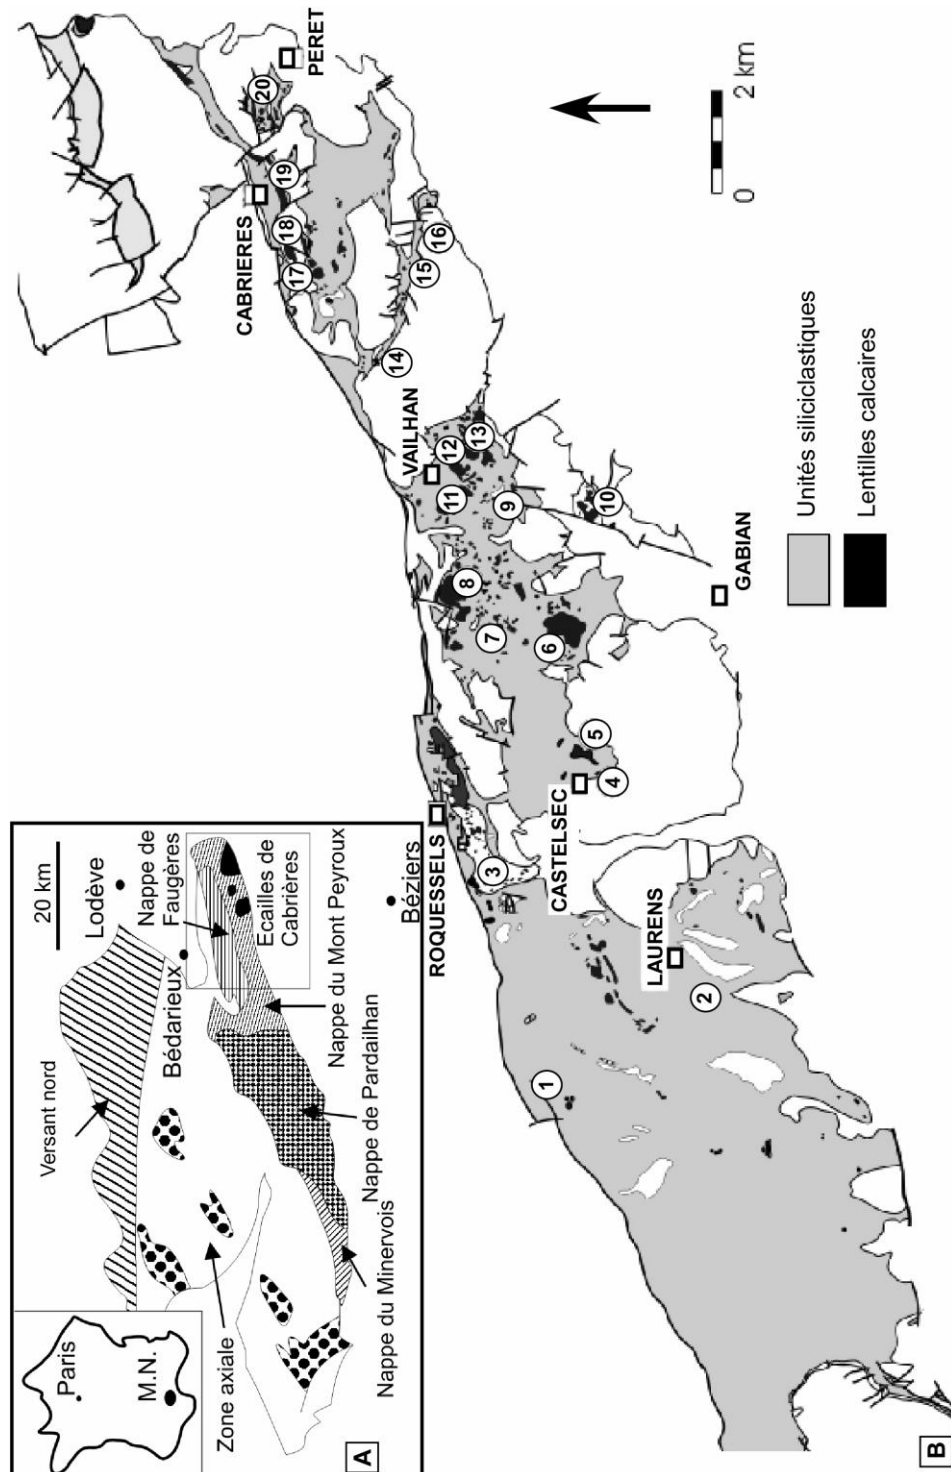 Paris
M.N.
A
Versant nord
Zone axiale
Bédarieux
Lodève
20 km
Nappe de
Faugères
Ecailles de
Cabrières
Béziers
Nappe du Mont Peyroux
Nappe de Pardailhan
Nappe du Minervois
B
ROQUESSELS
CASTELSEC
LAURENS
VAILHAN
GABIAN
CABRIERES
PERET
1
2
3
4
5
6
7
8
9
10
11
12
13
14
15
16
17
18
19
20
0 2 km
Unités siliciclastiques
Lentilles calcaires